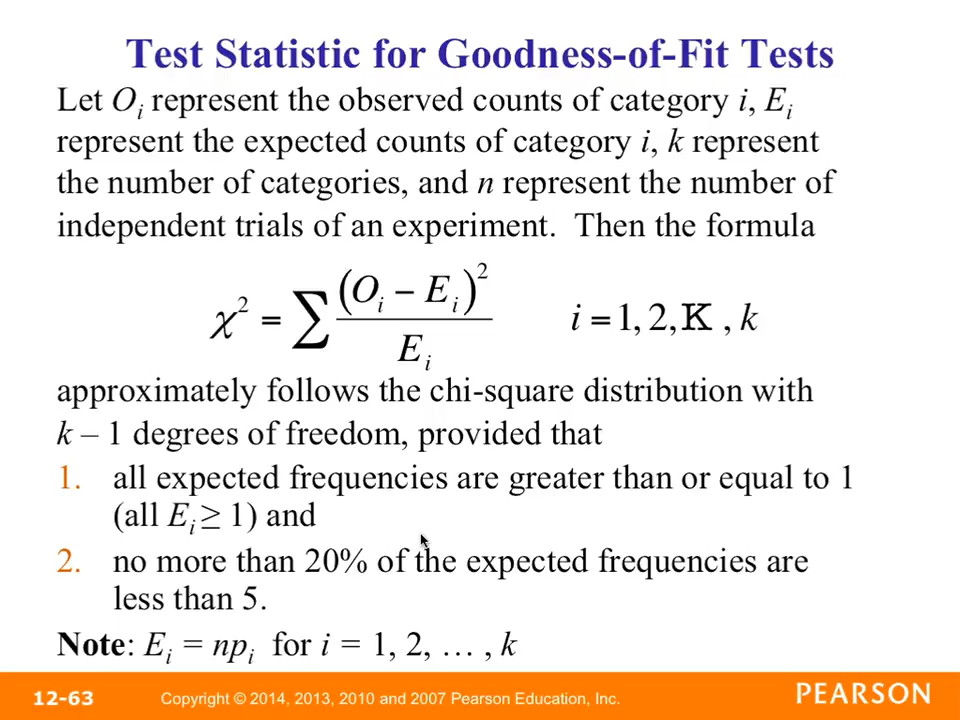 Test Statistic for Goodness-of-Fit Tests
Let Oi represent the observed counts of category i, Ei
represent the expected counts of category i, k represent
the number of categories, and n represent the number of
independent trials of an experiment.  Then the formula
χ² = ∑ (Oi − Ei)² / Ei    i = 1, 2, K , k
approximately follows the chi-square distribution with
k – 1 degrees of freedom, provided that
1. all expected frequencies are greater than or equal to 1
(all Ei ≥ 1) and
2. no more than 20% of the expected frequencies are
less than 5.
Note: Ei = npi for i = 1, 2, … , k
12-63 Copyright © 2014, 2013, 2010 and 2007 Pearson Education, Inc. PEARSON